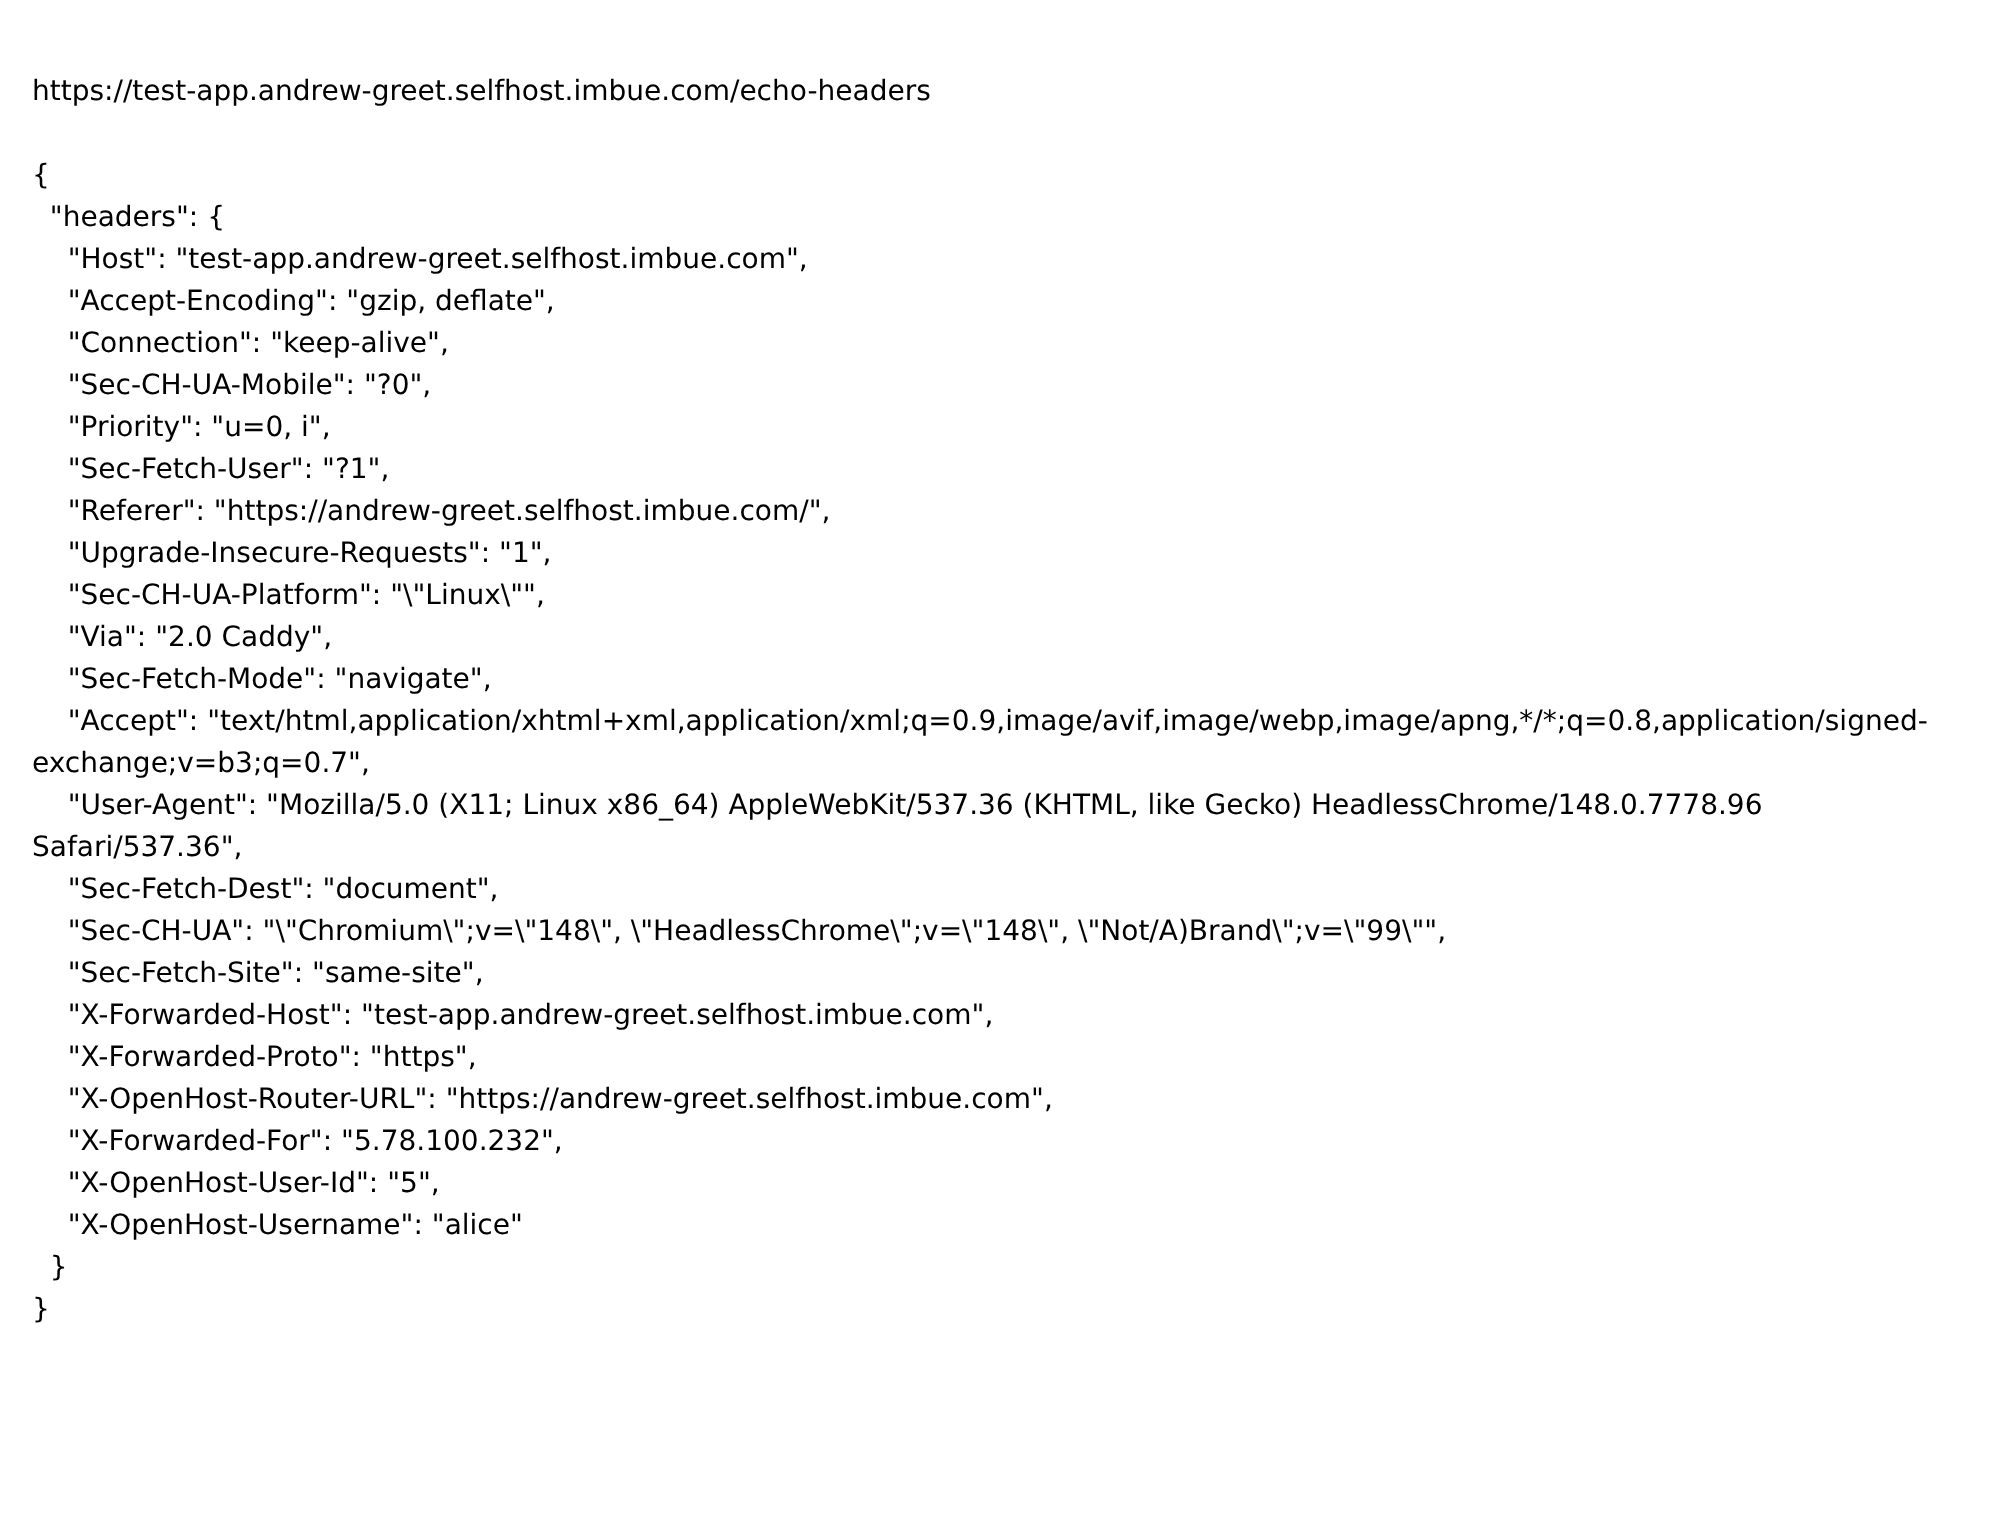 https://test-app.andrew-greet.selfhost.imbue.com/echo-headers
{
"headers": {
"Host": "test-app.andrew-greet.selfhost.imbue.com",
"Accept-Encoding": "gzip, deflate",
"Connection": "keep-alive",
"Sec-CH-UA-Mobile": "?0",
"Priority": "u=0, i",
"Sec-Fetch-User": "?1",
"Referer": "https://andrew-greet.selfhost.imbue.com/",
"Upgrade-Insecure-Requests": "1",
"Sec-CH-UA-Platform": "\"Linux\"",
"Via": "2.0 Caddy",
"Sec-Fetch-Mode": "navigate",
"Accept": "text/html,application/xhtml+xml,application/xml;q=0.9,image/avif,image/webp,image/apng,*/*;q=0.8,application/signed-
exchange;v=b3;q=0.7",
"User-Agent": "Mozilla/5.0 (X11; Linux x86_64) AppleWebKit/537.36 (KHTML, like Gecko) HeadlessChrome/148.0.7778.96
Safari/537.36",
"Sec-Fetch-Dest": "document",
"Sec-CH-UA": "\"Chromium\";v=\"148\", \"HeadlessChrome\";v=\"148\", \"Not/A)Brand\";v=\"99\"",
"Sec-Fetch-Site": "same-site",
"X-Forwarded-Host": "test-app.andrew-greet.selfhost.imbue.com",
"X-Forwarded-Proto": "https",
"X-OpenHost-Router-URL": "https://andrew-greet.selfhost.imbue.com",
"X-Forwarded-For": "5.78.100.232",
"X-OpenHost-User-Id": "5",
"X-OpenHost-Username": "alice"
}
}